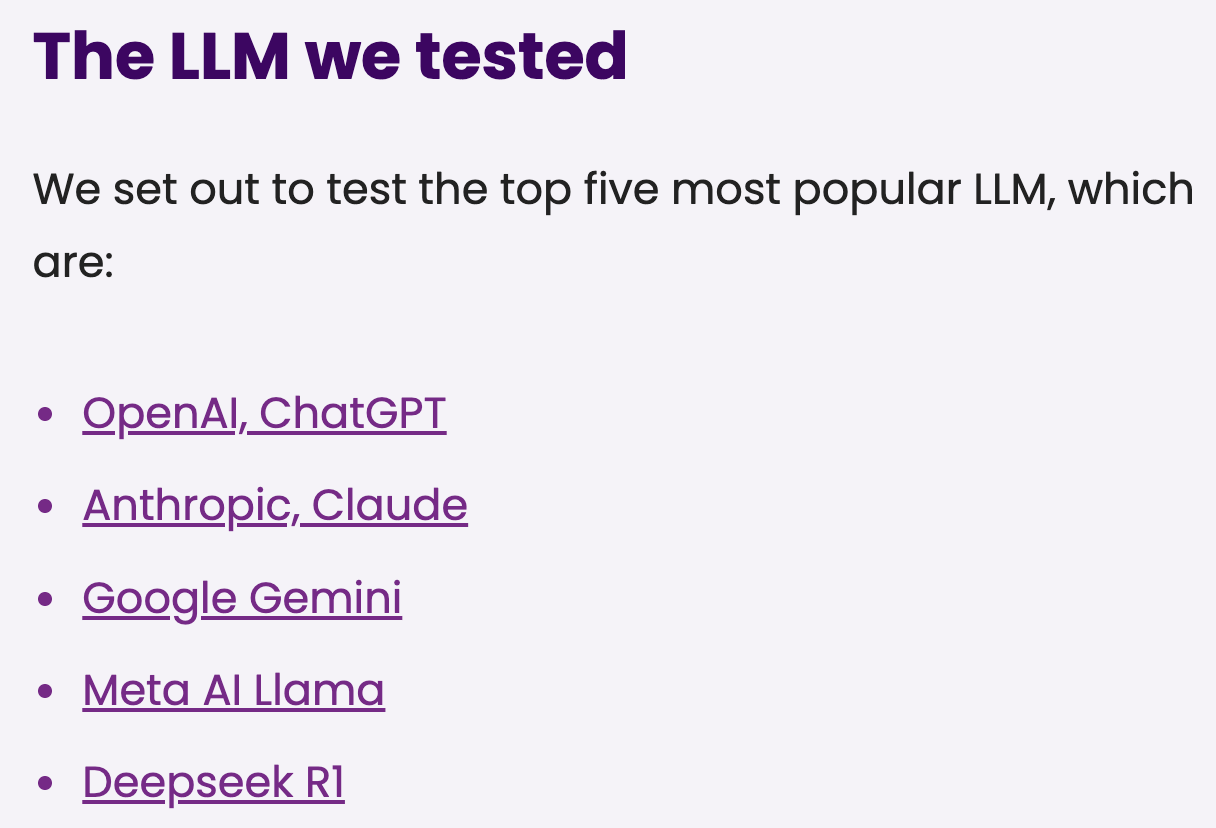 The LLM we tested
We set out to test the top five most popular LLM, which
are:
• OpenAI, ChatGPT
• Anthropic, Claude
• Google Gemini
• Meta AI Llama
• Deepseek R1